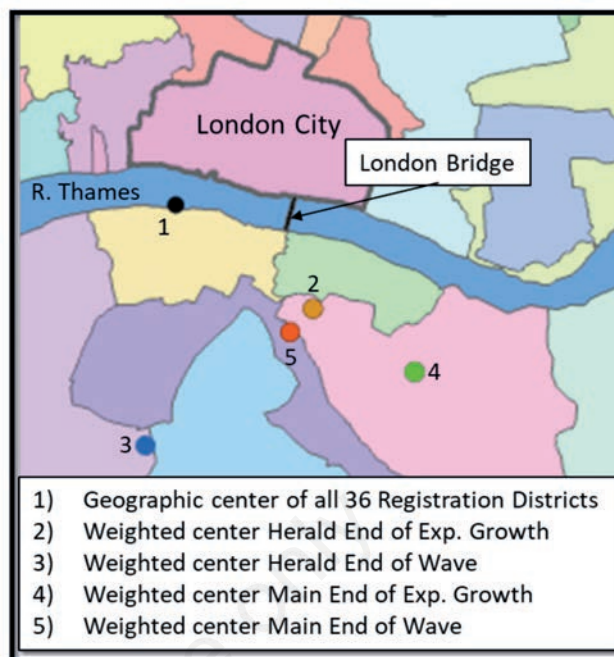 London City
London Bridge
R. Thames
1
2
5
4
3
1) Geographic center of all 36 Registration Districts
2) Weighted center Herald End of Exp. Growth
3) Weighted center Herald End of Wave
4) Weighted center Main End of Exp. Growth
5) Weighted center Main End of Wave